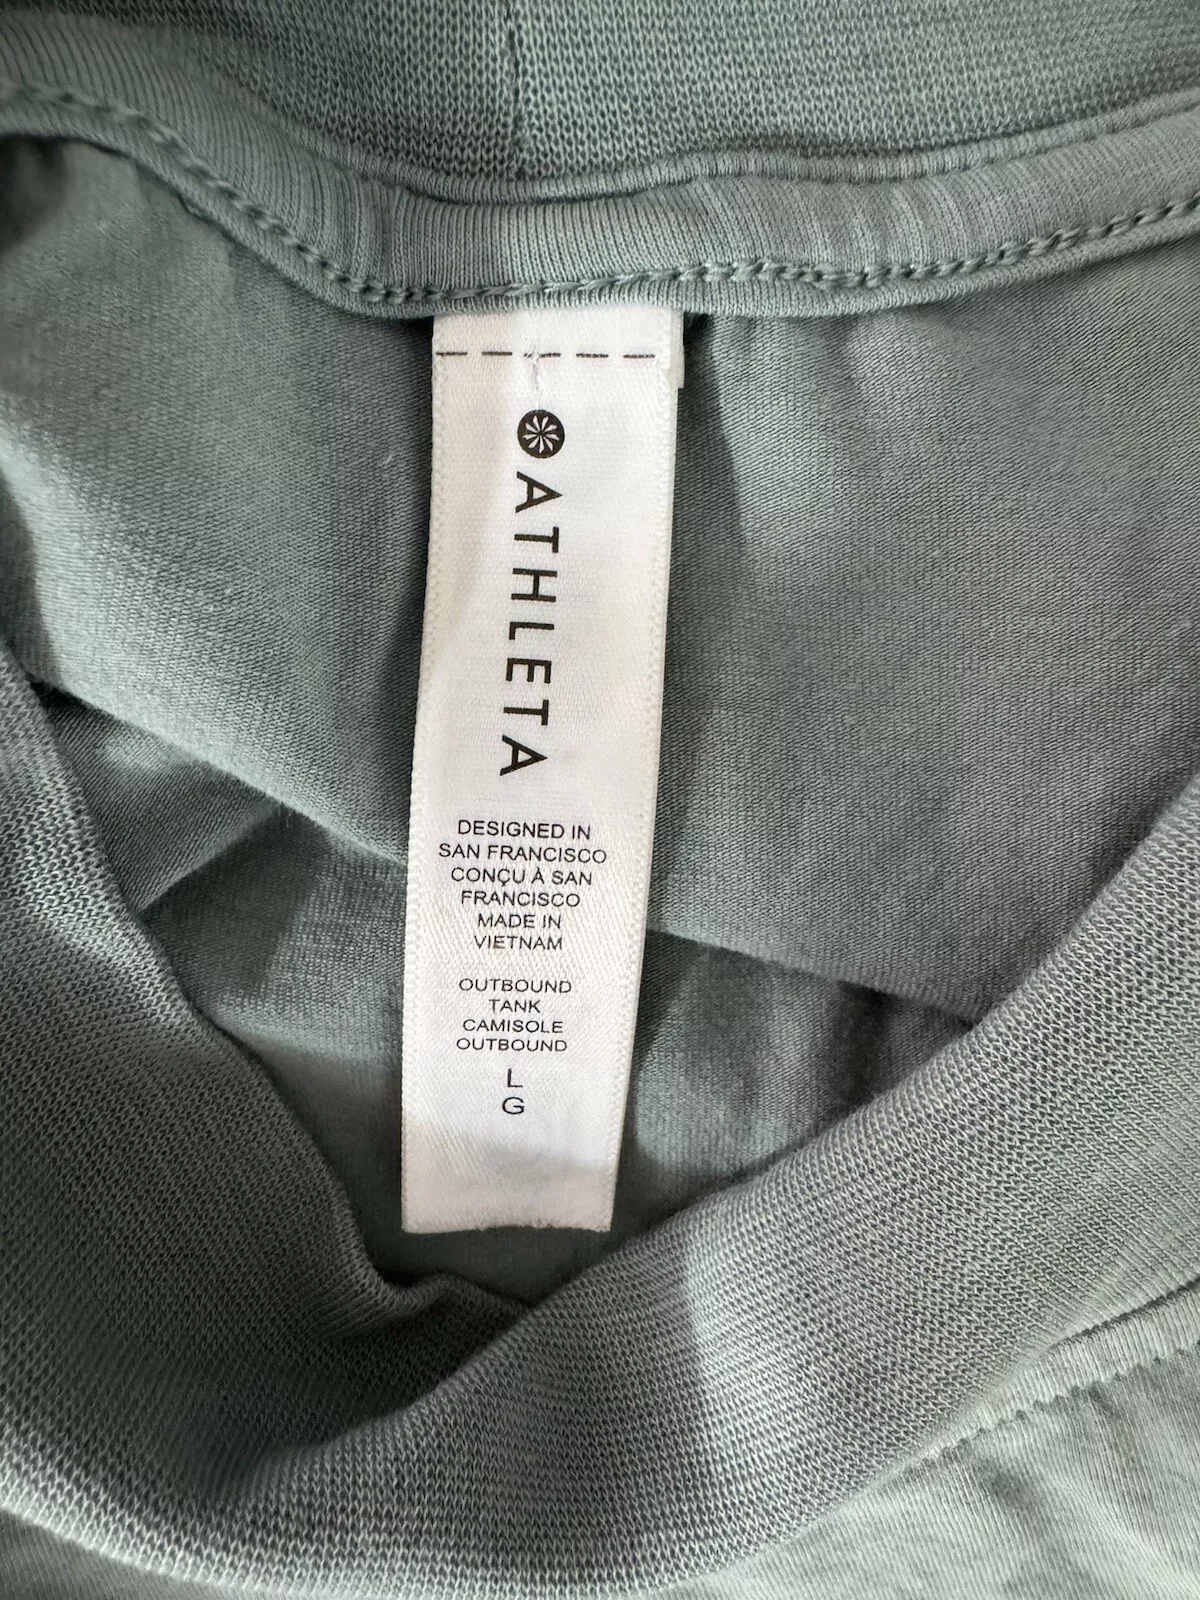 ATHLETA
DESIGNED IN
SAN FRANCISCO
CONÇU À SAN
FRANCISCO
MADE IN
VIETNAM
OUTBOUND
TANK
CAMISOLE
OUTBOUND
L
G